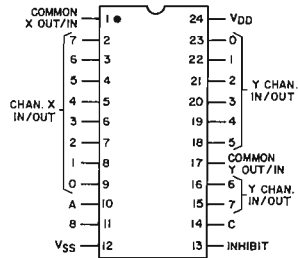 COMMON
X OUT/IN
1 24 VDD
7 2 23 0
6 3 22 1
5 4 21 2
4 5 20 3
3 6 19 4
2 7 18 5
CHAN. X
IN/OUT
Y CHAN.
IN/OUT
1 8 17 COMMON
Y OUT/IN
0 9 16 6
A 10 15 7
Y CHAN.
IN/OUT
8 11 14 C
VSS 12 13 INHIBIT